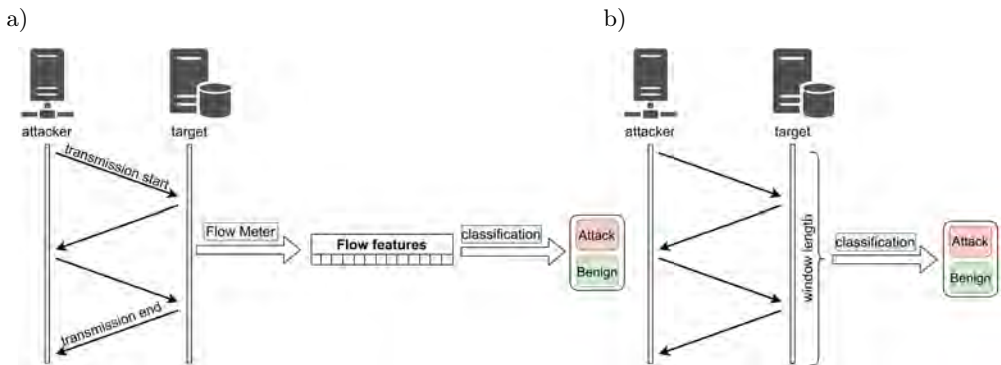 a)
attacker
target
transmission start
Flow Meter
Flow features
classification
Attack
Benign
transmission end
b)
attacker
target
window length
classification
Attack
Benign